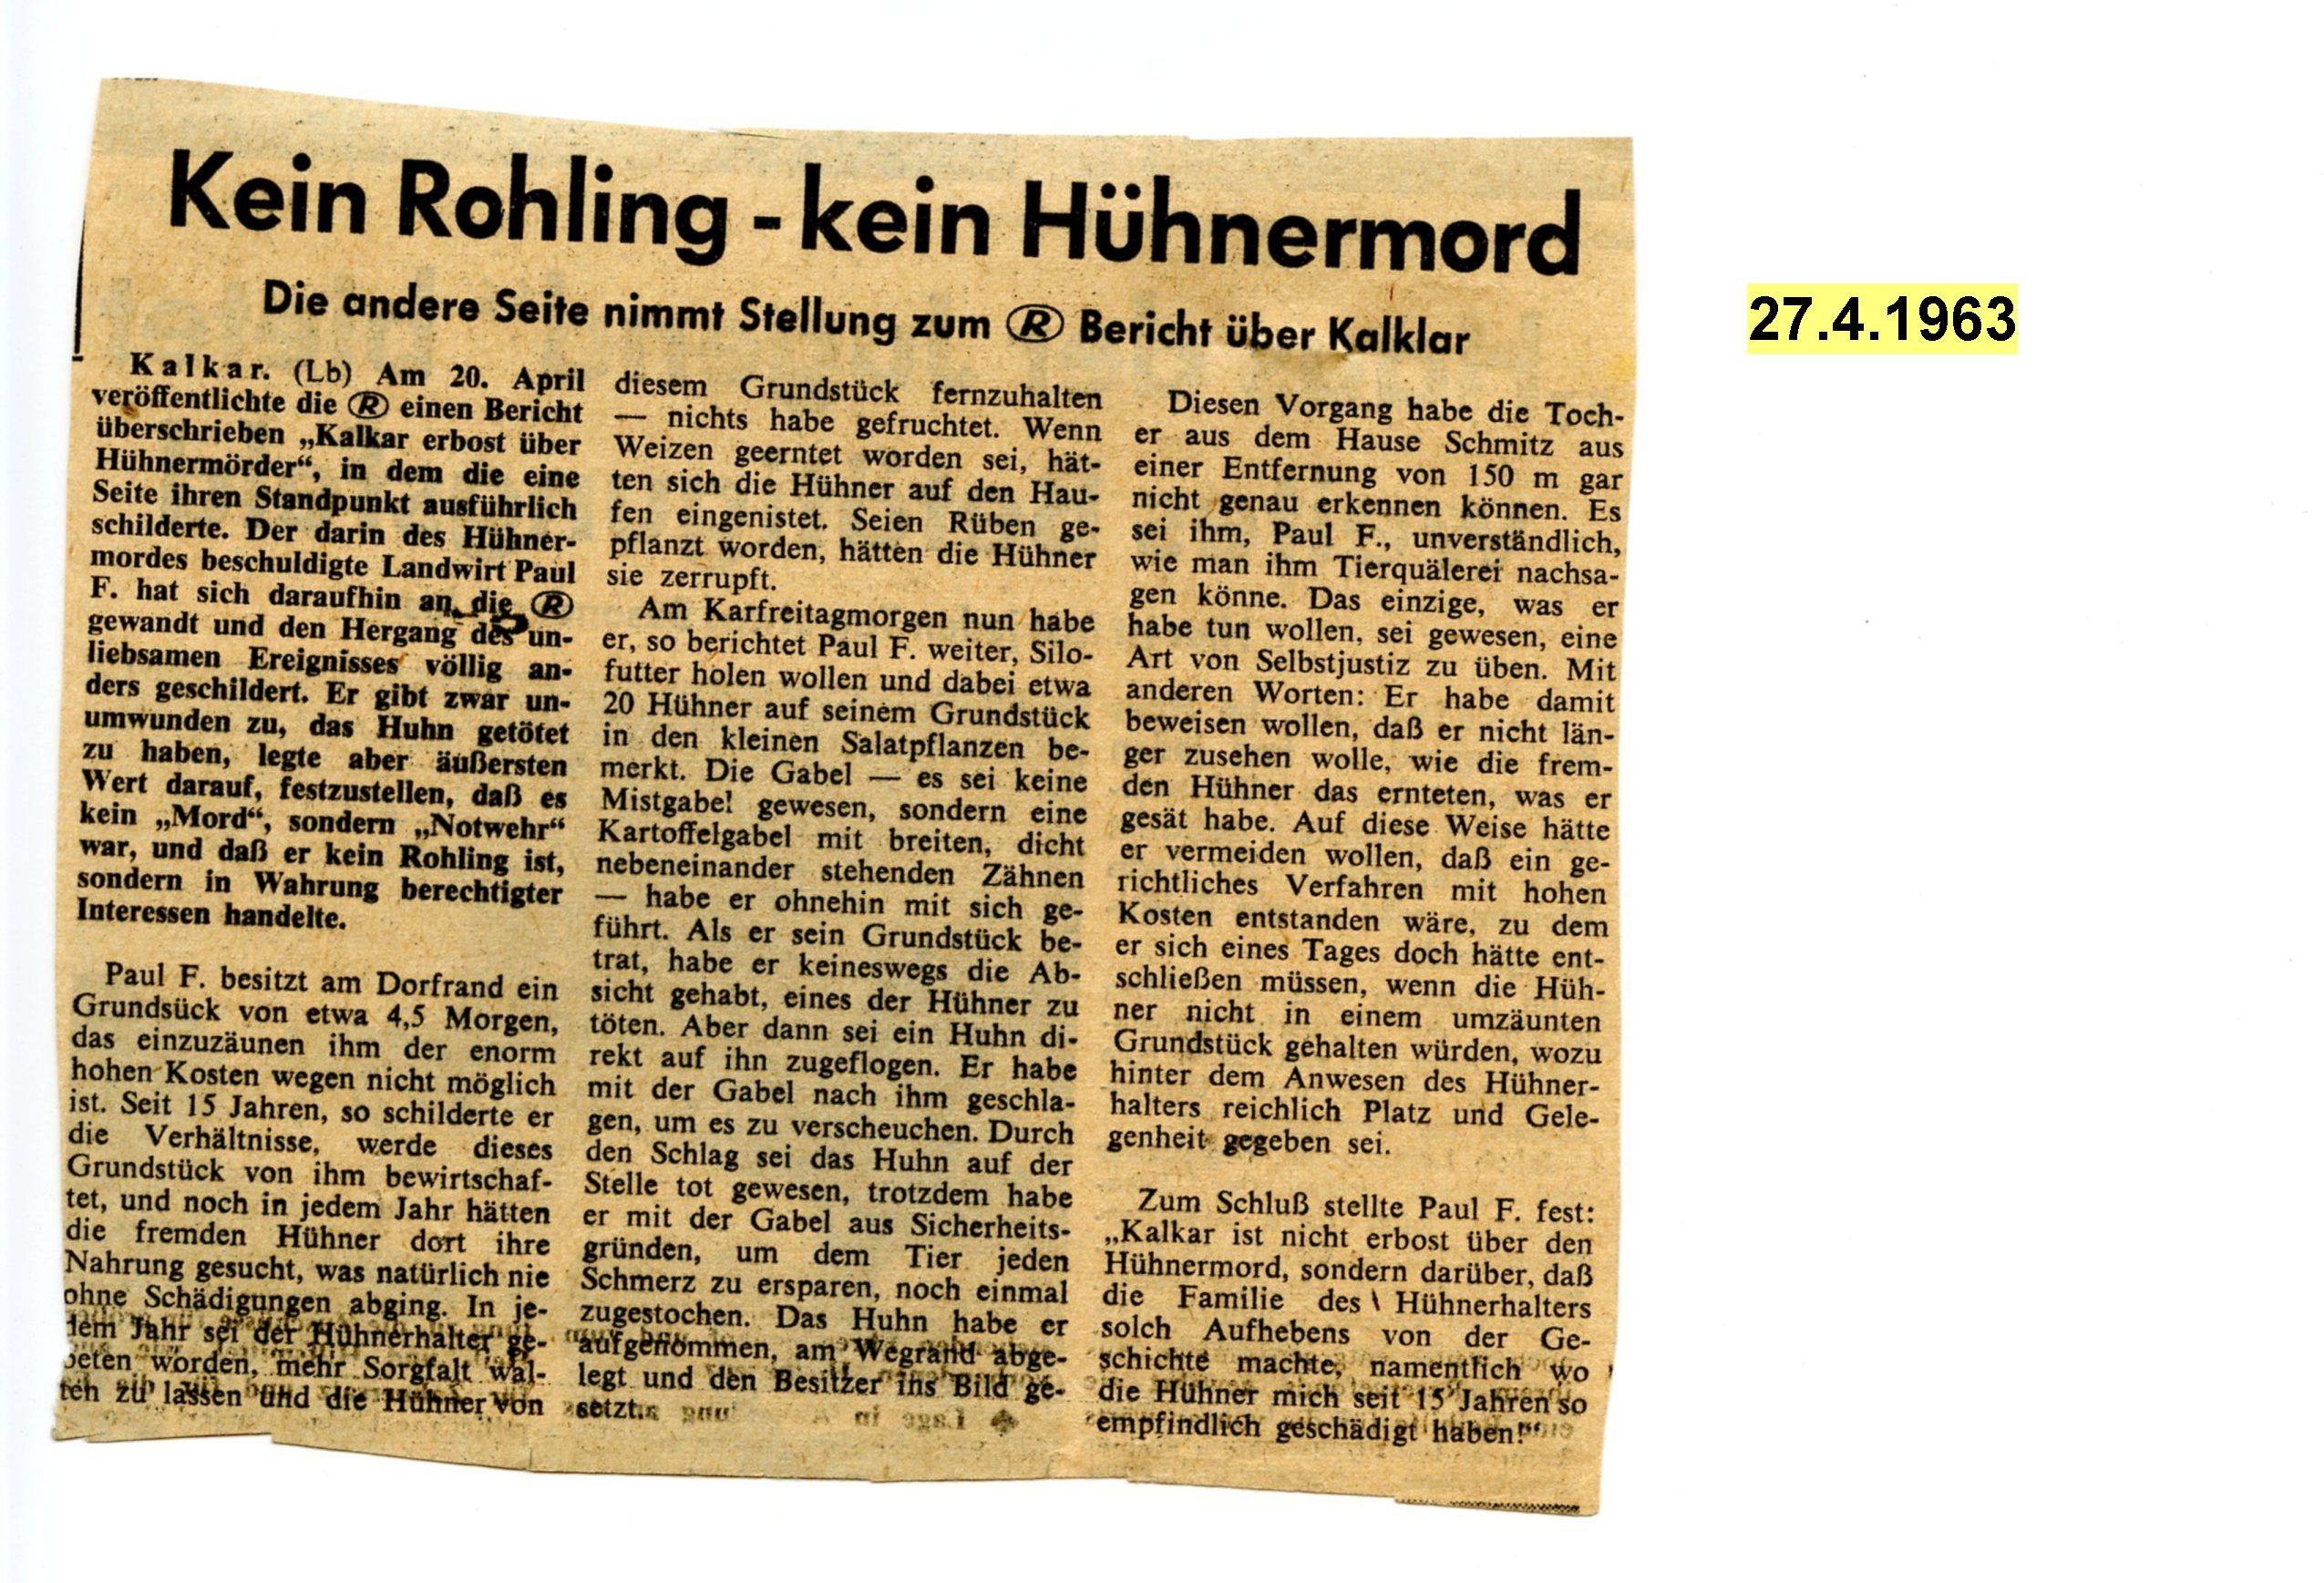 Kein Rohling - kein Hühnermord
Die andere Seite nimmt Stellung zum Ⓡ Bericht über Kalklar
27.4.1963
Kalkar. (Lb) Am 20. April
veröffentlichte die Ⓡ einen Bericht
überschrieben „Kalkar erbost über
Hühnermörder“, in dem die eine
Seite ihren Standpunkt ausführlich
schilderte. Der darin des Hühner-
mordes beschuldigte Landwirt Paul
F. hat sich daraufhin an die Ⓡ
gewandt und den Hergang des un-
liebsamen Ereignisses völlig an-
ders geschildert. Er gibt zwar un-
umwunden zu, das Huhn getötet
zu haben, legte aber äußersten
Wert darauf, festzustellen, daß es
kein „Mord“, sondern „Notwehr“
war, und daß er kein Rohling ist,
sondern in Wahrung berechtigter
Interessen handelte.
Paul F. besitzt am Dorfrand ein
Grundsück von etwa 4,5 Morgen,
das einzuzäunen ihm der enorm
hohen Kosten wegen nicht möglich
ist. Seit 15 Jahren, so schilderte er
die Verhältnisse, werde dieses
Grundstück von ihm bewirtschaf-
tet, und noch in jedem Jahr hätten
die fremden Hühner dort ihre
Nahrung gesucht, was natürlich nie
ohne Schädigungen abging. In je-
dem Jahr sei der Hühnerhalter ge-
beten worden, mehr Sorgfalt wal-
ten zu lassen und die Hühner von
diesem Grundstück fernzuhalten
— nichts habe gefruchtet. Wenn
Weizen geerntet worden sei, hät-
ten sich die Hühner auf den Hau-
fen eingenistet. Seien Rüben ge-
pflanzt worden, hätten die Hühner
sie zerrupft.
Am Karfreitagmorgen nun habe
er, so berichtet Paul F. weiter, Silo-
futter holen wollen und dabei etwa
20 Hühner auf seinem Grundstück
in den kleinen Salatpflanzen be-
merkt. Die Gabel — es sei keine
Mistgabel gewesen, sondern eine
Kartoffelgabel mit breiten, dicht
nebeneinander stehenden Zähnen
— habe er ohnehin mit sich ge-
führt. Als er sein Grundstück be-
trat, habe er keineswegs die Ab-
sicht gehabt, eines der Hühner zu
töten. Aber dann sei ein Huhn di-
rekt auf ihn zugeflogen. Er habe
mit der Gabel nach ihm geschla-
gen, um es zu verscheuchen. Durch
den Schlag sei das Huhn auf der
Stelle tot gewesen, trotzdem habe
er mit der Gabel aus Sicherheits-
gründen, um dem Tier jeden
Schmerz zu ersparen, noch einmal
zugestochen. Das Huhn habe er
aufgenommen, am Wegrand abge-
legt und den Besitzer ins Bild ge-
setzt.
Diesen Vorgang habe die Toch-
er aus dem Hause Schmitz aus
einer Entfernung von 150 m gar
nicht genau erkennen können. Es
sei ihm, Paul F., unverständlich,
wie man ihm Tierquälerei nachsa-
gen könne. Das einzige, was er
habe tun wollen, sei gewesen, eine
Art von Selbstjustiz zu üben. Mit
anderen Worten: Er habe damit
beweisen wollen, daß er nicht län-
ger zusehen wolle, wie die frem-
den Hühner das ernteten, was er
gesät habe. Auf diese Weise hätte
er vermeiden wollen, daß ein ge-
richtliches Verfahren mit hohen
Kosten entstanden wäre, zu dem
er sich eines Tages doch hätte ent-
schließen müssen, wenn die Hüh-
ner nicht in einem umzäunten
Grundstück gehalten würden, wozu
hinter dem Anwesen des Hühner-
halters reichlich Platz und Gele-
genheit gegeben sei.
Zum Schluß stellte Paul F. fest:
„Kalkar ist nicht erbost über den
Hühnermord, sondern darüber, daß
die Familie des Hühnerhalters
solch Aufhebens von der Ge-
schichte machte, namentlich wo
die Hühner mich seit 15 Jahren so
empfindlich geschädigt haben!“